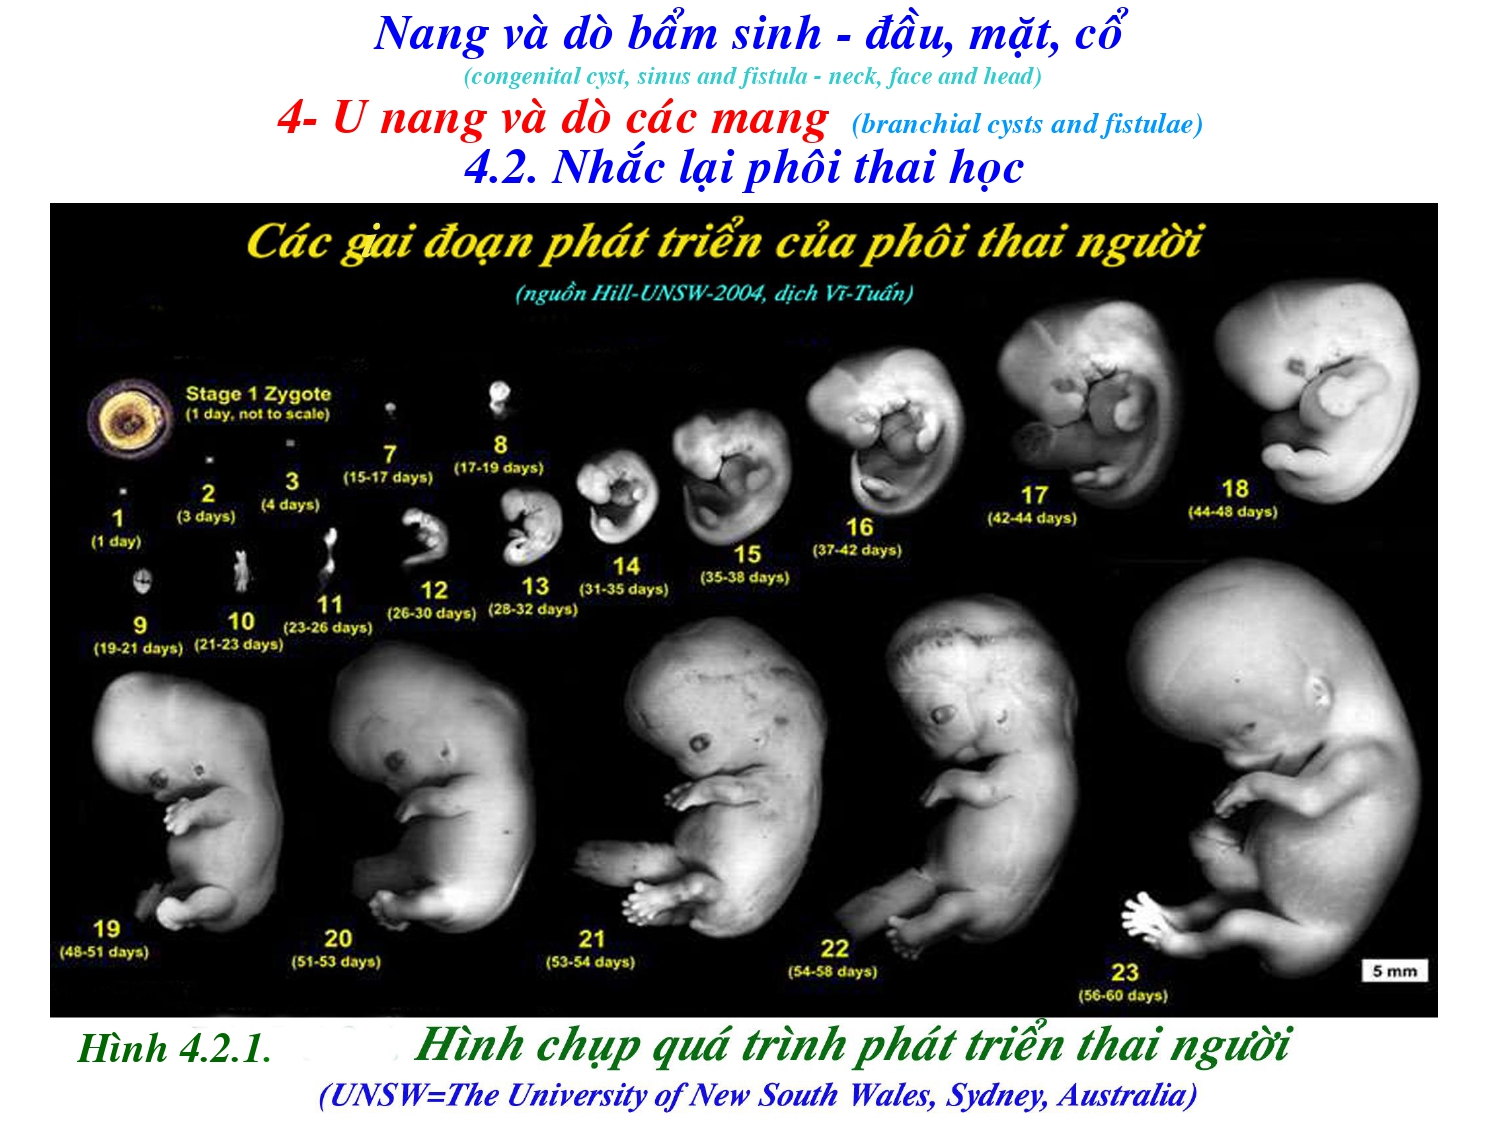 Nang và dò bẩm sinh - đầu, mặt, cổ
(congenital cyst, sinus and fistula - neck, face and head)
4- U nang và dò các mang (branchial cysts and fistulae)
4.2. Nhắc lại phôi thai học
Các giai đoạn phát triển của phôi thai người
(nguồn Hill-UNSW-2004, dịch Vĩ-Tuấn)
Stage 1 Zygote
(1 day, not to scale)
1
(1 day)
2
(3 days)
3
(4 days)
7
(15-17 days)
8
(17-19 days)
9
(19-21 days)
10
(21-23 days)
11
(23-26 days)
12
(26-30 days)
13
(28-32 days)
14
(31-35 days)
15
(35-38 days)
16
(37-42 days)
17
(42-44 days)
18
(44-48 days)
19
(48-51 days)
20
(51-53 days)
21
(53-54 days)
22
(54-58 days)
23
(56-60 days)
5 mm
Hình 4.2.1. Hình chụp quá trình phát triển thai người
(UNSW=The University of New South Wales, Sydney, Australia)